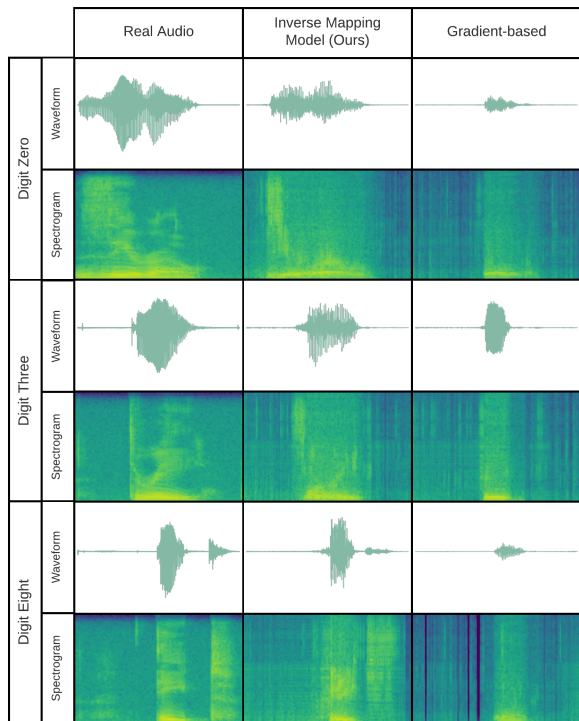 Real Audio
Inverse Mapping
Model (Ours)
Gradient-based
Digit Zero
Waveform
Spectrogram
Digit Three
Waveform
Spectrogram
Digit Eight
Waveform
Spectrogram